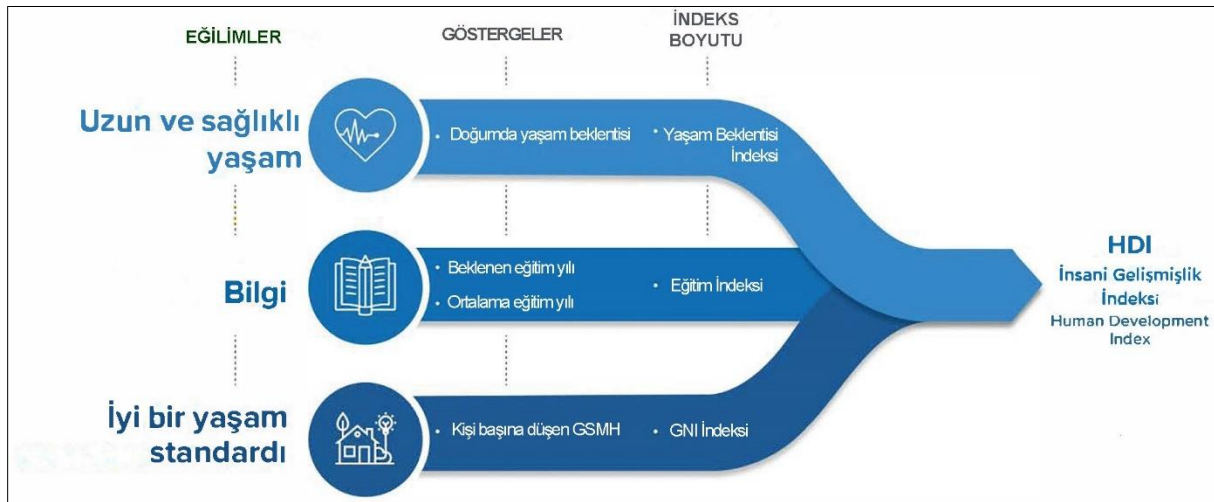 EĞİLİMLER
GÖSTERGELER
İNDEKS
BOYUTU
Uzun ve sağlıklı
yaşam
• Doğumda yaşam beklentisi
• Yaşam Beklentisi
İndeksi
Bilgi
• Beklenen eğitim yılı
• Ortalama eğitim yılı
• Eğitim İndeksi
İyi bir yaşam
standardı
• Kişi başına düşen GSMH
• GNI İndeksi
HDI
İnsani Gelişmişlik
İndeksi
Human Development
Index